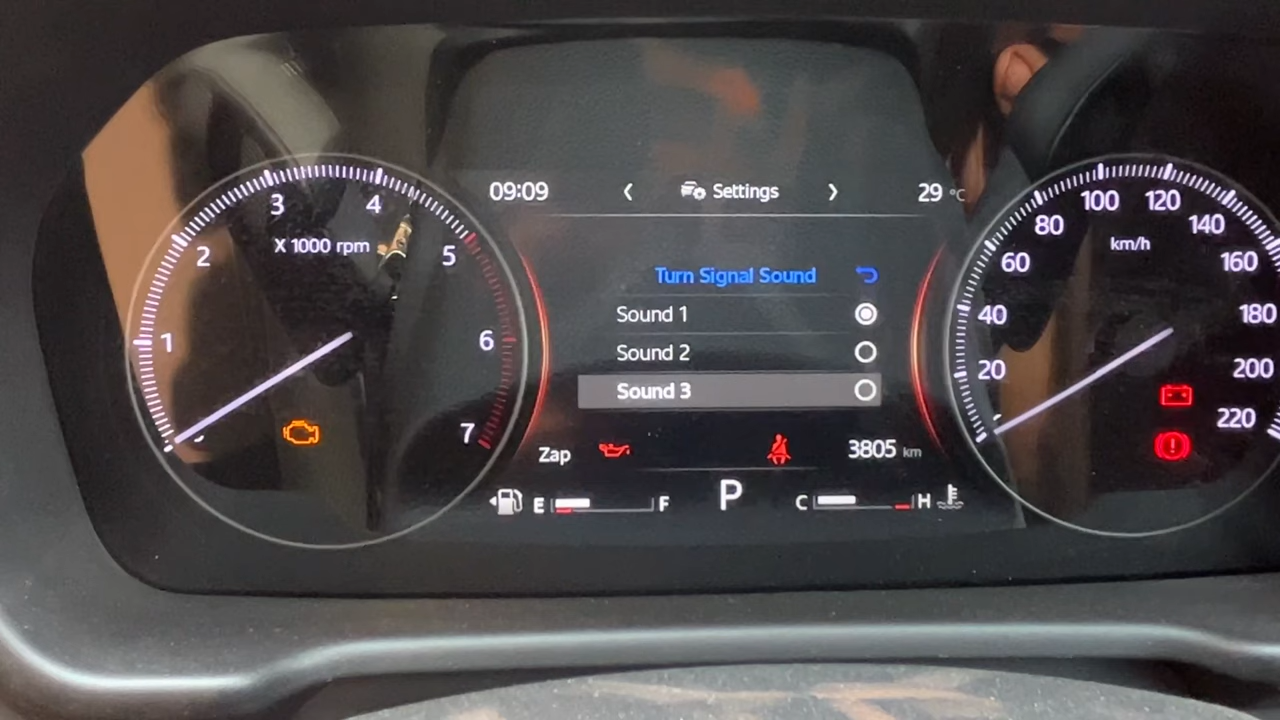 09:09
Settings
29 °C
Turn Signal Sound
Sound 1
Sound 2
Sound 3
Zap
3805 km
E F
P
C H
1
2
3
4
5
6
7
X 1000 rpm
20
40
60
80
100
120
140
160
180
200
220
km/h